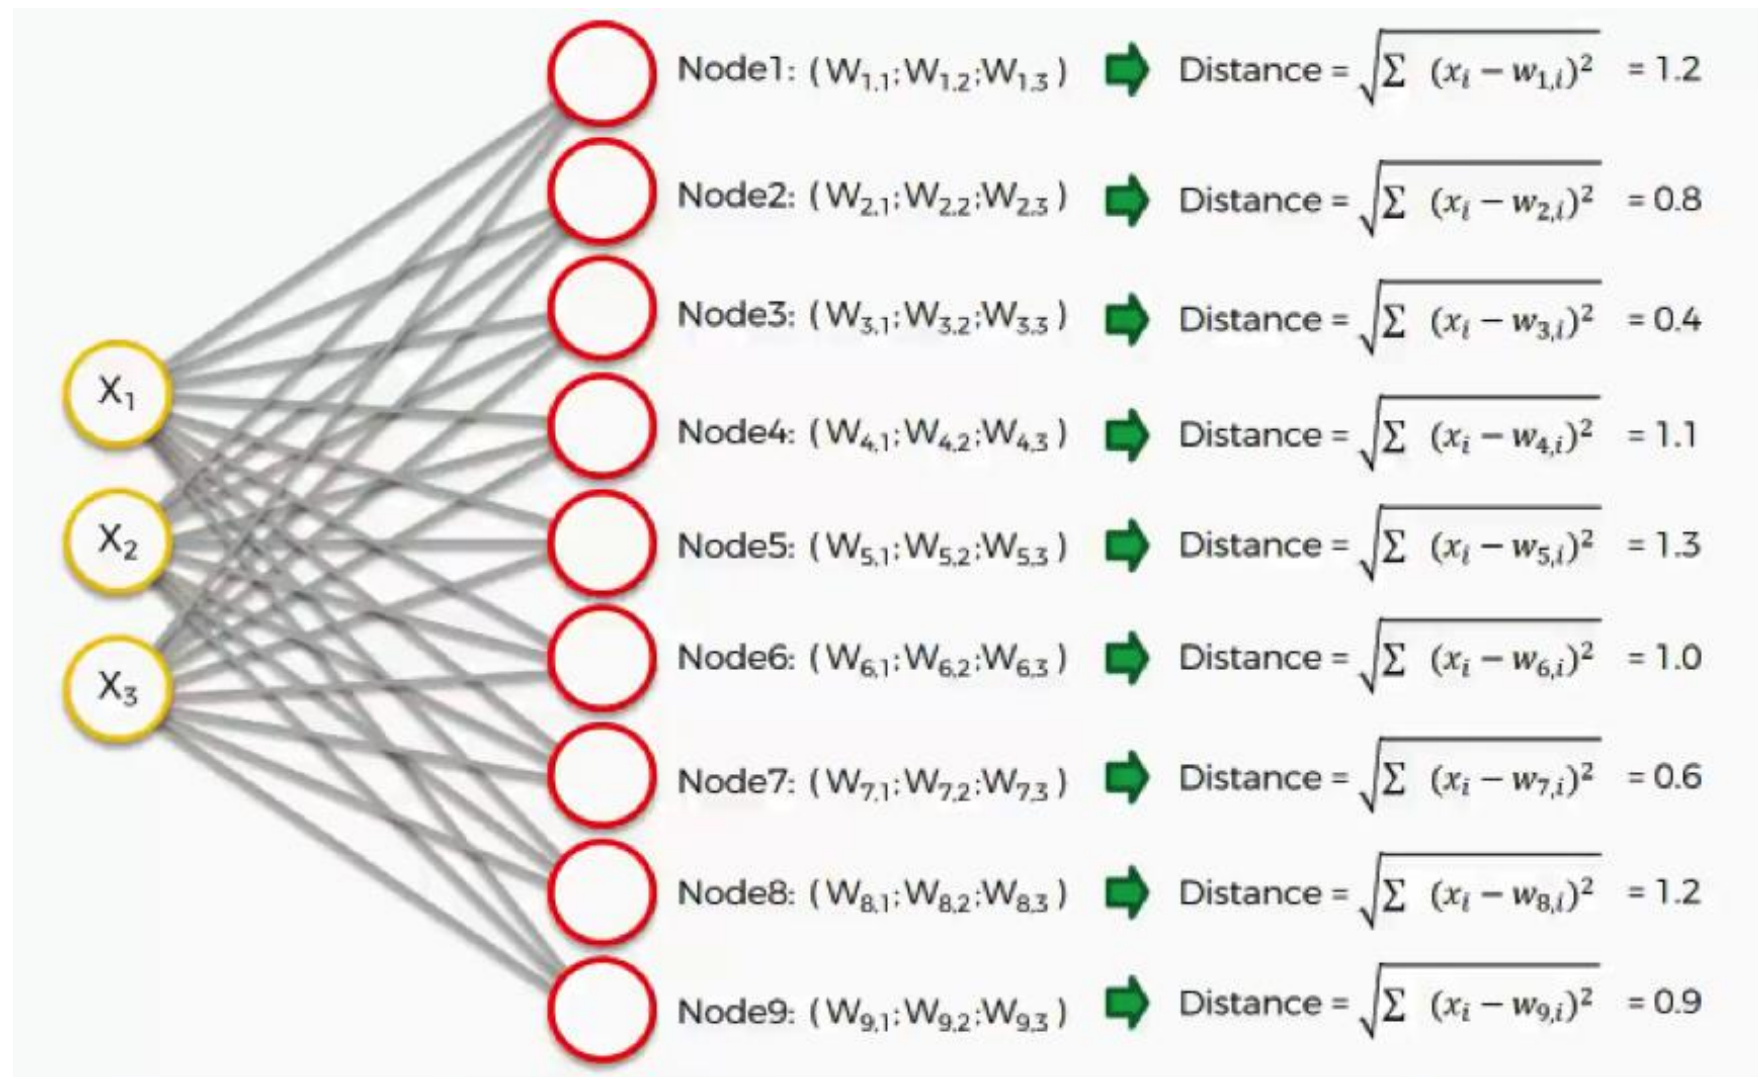 Node1: (W1,1;W1,2;W1,3) Distance = √Σ (xi − w1,i)² = 1.2
Node2: (W2,1;W2,2;W2,3) Distance = √Σ (xi − w2,i)² = 0.8
Node3: (W3,1;W3,2;W3,3) Distance = √Σ (xi − w3,i)² = 0.4
X1
Node4: (W4,1;W4,2;W4,3) Distance = √Σ (xi − w4,i)² = 1.1
X2
Node5: (W5,1;W5,2;W5,3) Distance = √Σ (xi − w5,i)² = 1.3
Node6: (W6,1;W6,2;W6,3) Distance = √Σ (xi − w6,i)² = 1.0
X3
Node7: (W7,1;W7,2;W7,3) Distance = √Σ (xi − w7,i)² = 0.6
Node8: (W8,1;W8,2;W8,3) Distance = √Σ (xi − w8,i)² = 1.2
Node9: (W9,1;W9,2;W9,3) Distance = √Σ (xi − w9,i)² = 0.9